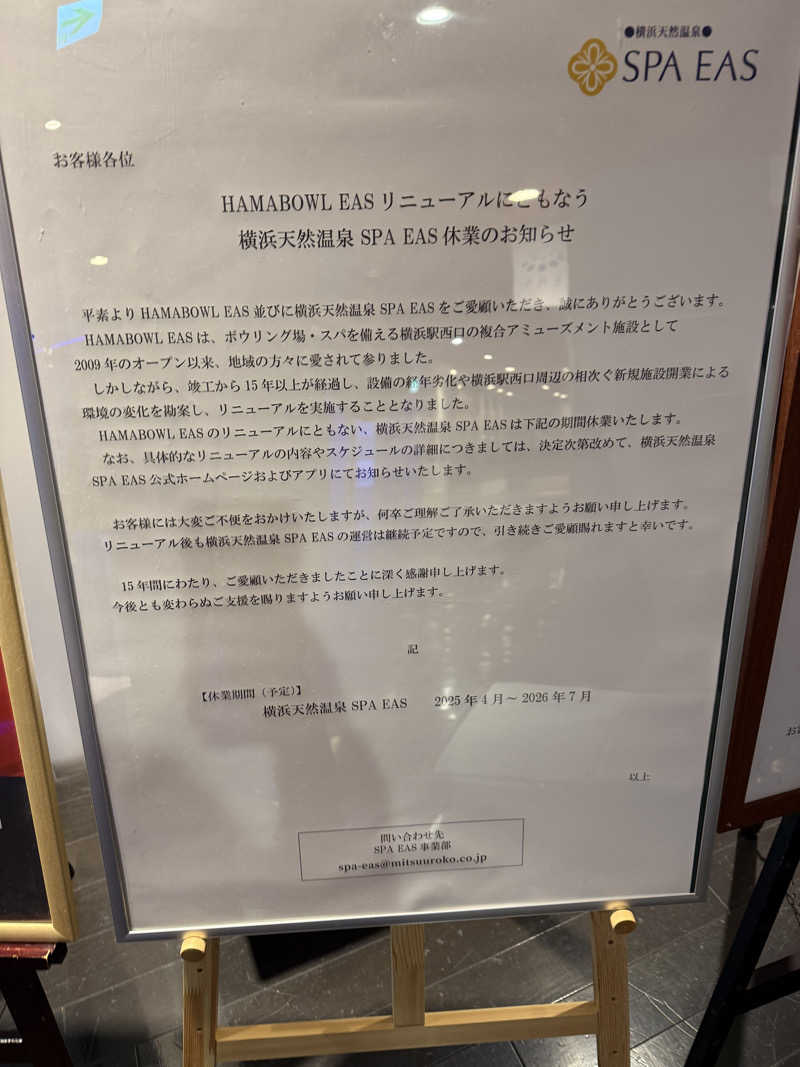 ●横浜天然温泉●
SPA EAS
お客様各位
HAMABOWL EAS リニューアルにともなう
横浜天然温泉 SPA EAS 休業のお知らせ
平素より HAMABOWL EAS 並びに横浜天然温泉 SPA EAS をご愛顧いただき、誠にありがとうございます。
HAMABOWL EAS は、ボウリング場・スパを備える横浜駅西口の複合アミューズメント施設として
2009 年のオープン以来、地域の方々に愛されて参りました。
しかしながら、竣工から 15 年以上が経過し、設備の経年劣化や横浜駅西口周辺の相次ぐ新規施設開業による
環境の変化を勘案し、リニューアルを実施することとなりました。
HAMABOWL EAS のリニューアルにともない、横浜天然温泉 SPA EAS は下記の期間休業いたします。
なお、具体的なリニューアルの内容やスケジュールの詳細につきましては、決定次第改めて、横浜天然温泉
SPA EAS 公式ホームページおよびアプリにてお知らせいたします。
お客様には大変ご不便をおかけいたしますが、何卒ご理解ご了承いただきますようお願い申し上げます。
リニューアル後も横浜天然温泉 SPA EAS の運営は継続予定ですので、引き続きご愛顧賜れますと幸いです。
15 年間にわたり、ご愛顧いただきましたことに深く感謝申し上げます。
今後とも変わらぬご支援を賜りますようお願い申し上げます。
記
【休業期間（予定）】
横浜天然温泉 SPA EAS 2025 年 4 月～ 2026 年 7 月
以上
問い合わせ先
SPA EAS 事業部
spa-eas@mitsuuroko.co.jp